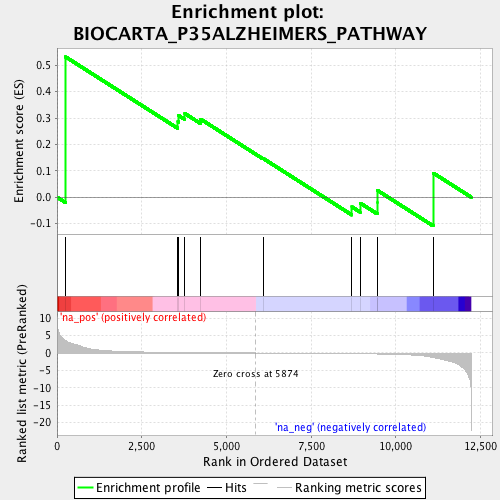 Enrichment plot:
BIOCARTA_P35ALZHEIMERS_PATHWAY
Enrichment score (ES)
0.5
0.4
0.3
0.2
0.1
0.0
-0.1
'na_pos' (positively correlated)
Ranked list metric (PreRanked)
10
5
0
-5
-10
-15
-20
Zero cross at 5874
'na_neg' (negatively correlated)
0 2,500 5,000 7,500 10,000 12,500
Rank in Ordered Dataset
Enrichment profile Hits Ranking metric scores